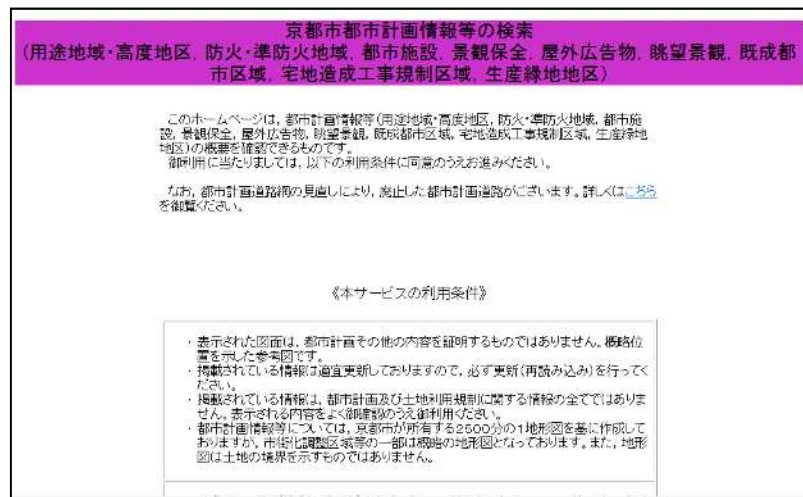 京都市都市計画情報等の検索
(用途地域・高度地区，防火・準防火地域，都市施設，景観保全，屋外広告物，眺望景観，既成都
市区域，宅地造成工事規制区域，生産緑地地区)
このホームページは，都市計画情報等(用途地域・高度地区，防火・準防火地域，都市施
設，景観保全，屋外広告物，眺望景観，既成都市区域，宅地造成工事規制区域，生産緑地
地区)の概要を確認できるものです。
御利用に当たりましては，以下の利用条件に同意のうえお進みください。
なお，都市計画道路網の見直しにより，廃止した都市計画道路がございます。詳しくはこちら
を御覧ください。
《本サービスの利用条件》
・表示された図面は，都市計画その他の内容を証明するものではありません。概略位
置を示した参考図です。
・掲載されている情報は適宜更新しておりますので，必ず更新(再読み込み)を行ってく
ださい。
・掲載されている情報は，都市計画及び土地利用規制に関する情報の全てではありま
せん。表示される内容をよく御確認のうえ御利用ください。
・都市計画情報等については，京都市が所有する2500分の1地形図を基に作成して
おりますが，市街化調整区域等の一部は概略の地形図となっております。また，地形
図は土地の境界を示すものではありません。